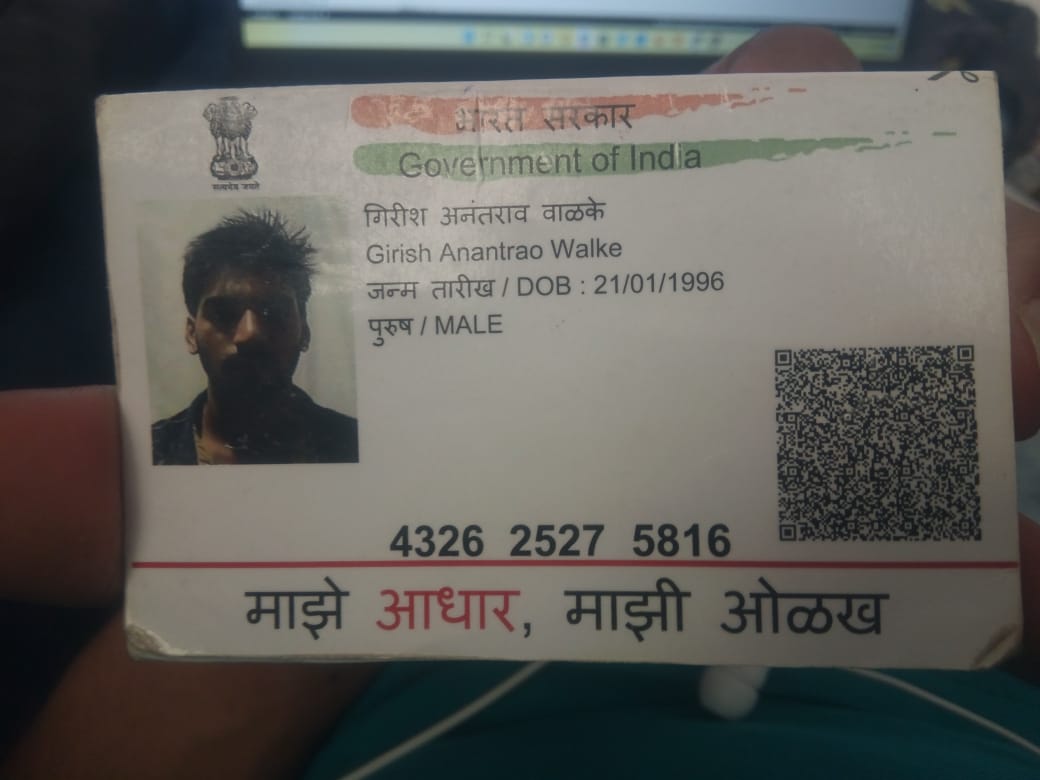 भारत सरकार
Government of India
सत्यमेव जयते
गिरीश अनंतराव वाळके
Girish Anantrao Walke
जन्म तारीख / DOB : 21/01/1996
पुरुष / MALE
4326 2527 5816
माझे आधार, माझी ओळख